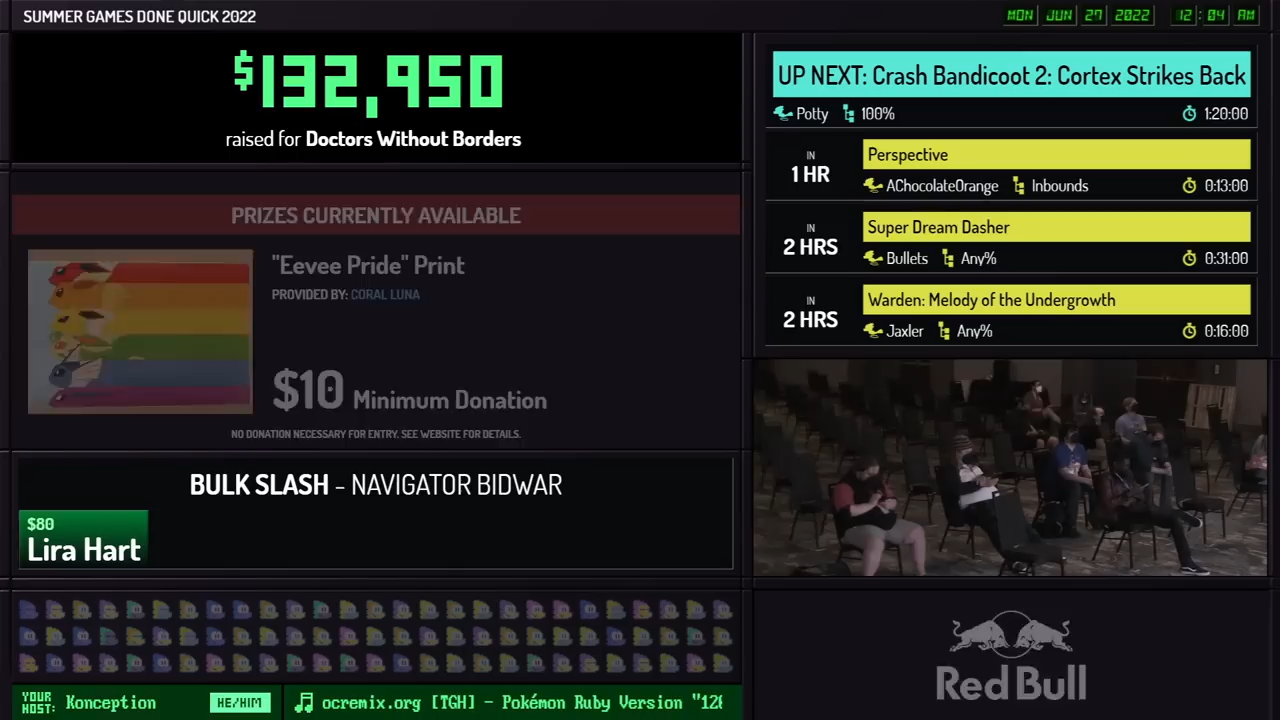 SUMMER GAMES DONE QUICK 2022
MON JUN 27 2022 12:04 AM
$132,950
raised for Doctors Without Borders
PRIZES CURRENTLY AVAILABLE
"Eevee Pride" Print
PROVIDED BY: CORAL LUNA
$10 Minimum Donation
NO DONATION NECESSARY FOR ENTRY. SEE WEBSITE FOR DETAILS.
BULK SLASH - NAVIGATOR BIDWAR
$80
Lira Hart
YOUR HOST: Konception HE/HIM
ocremix.org [TGH] - Pokémon Ruby Version "128
UP NEXT: Crash Bandicoot 2: Cortex Strikes Back
Potty 100% 1:20:00
IN 1 HR
Perspective
AChocolateOrange Inbounds 0:13:00
IN 2 HRS
Super Dream Dasher
Bullets Any% 0:31:00
IN 2 HRS
Warden: Melody of the Undergrowth
Jaxler Any% 0:16:00
Red Bull